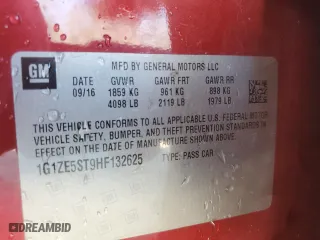 GM
MFD BY GENERAL MOTORS LLC
DATE GVWR GAWR FRT GAWR RR
09/16 1859 KG 961 KG 898 KG
4098 LB 2119 LB 1979 LB
THIS VEHICLE CONFORMS TO ALL APPLICABLE U.S. FEDERAL MOTOR VEHICLE
SAFETY, BUMPER, AND THEFT PREVENTION STANDARDS
IN EFFECT ON THE DATE OF MANUFACTURE SHOWN ABOVE.
1G1ZE5ST9HF132625 TYPE: PASS CAR
AUTO HISTORY